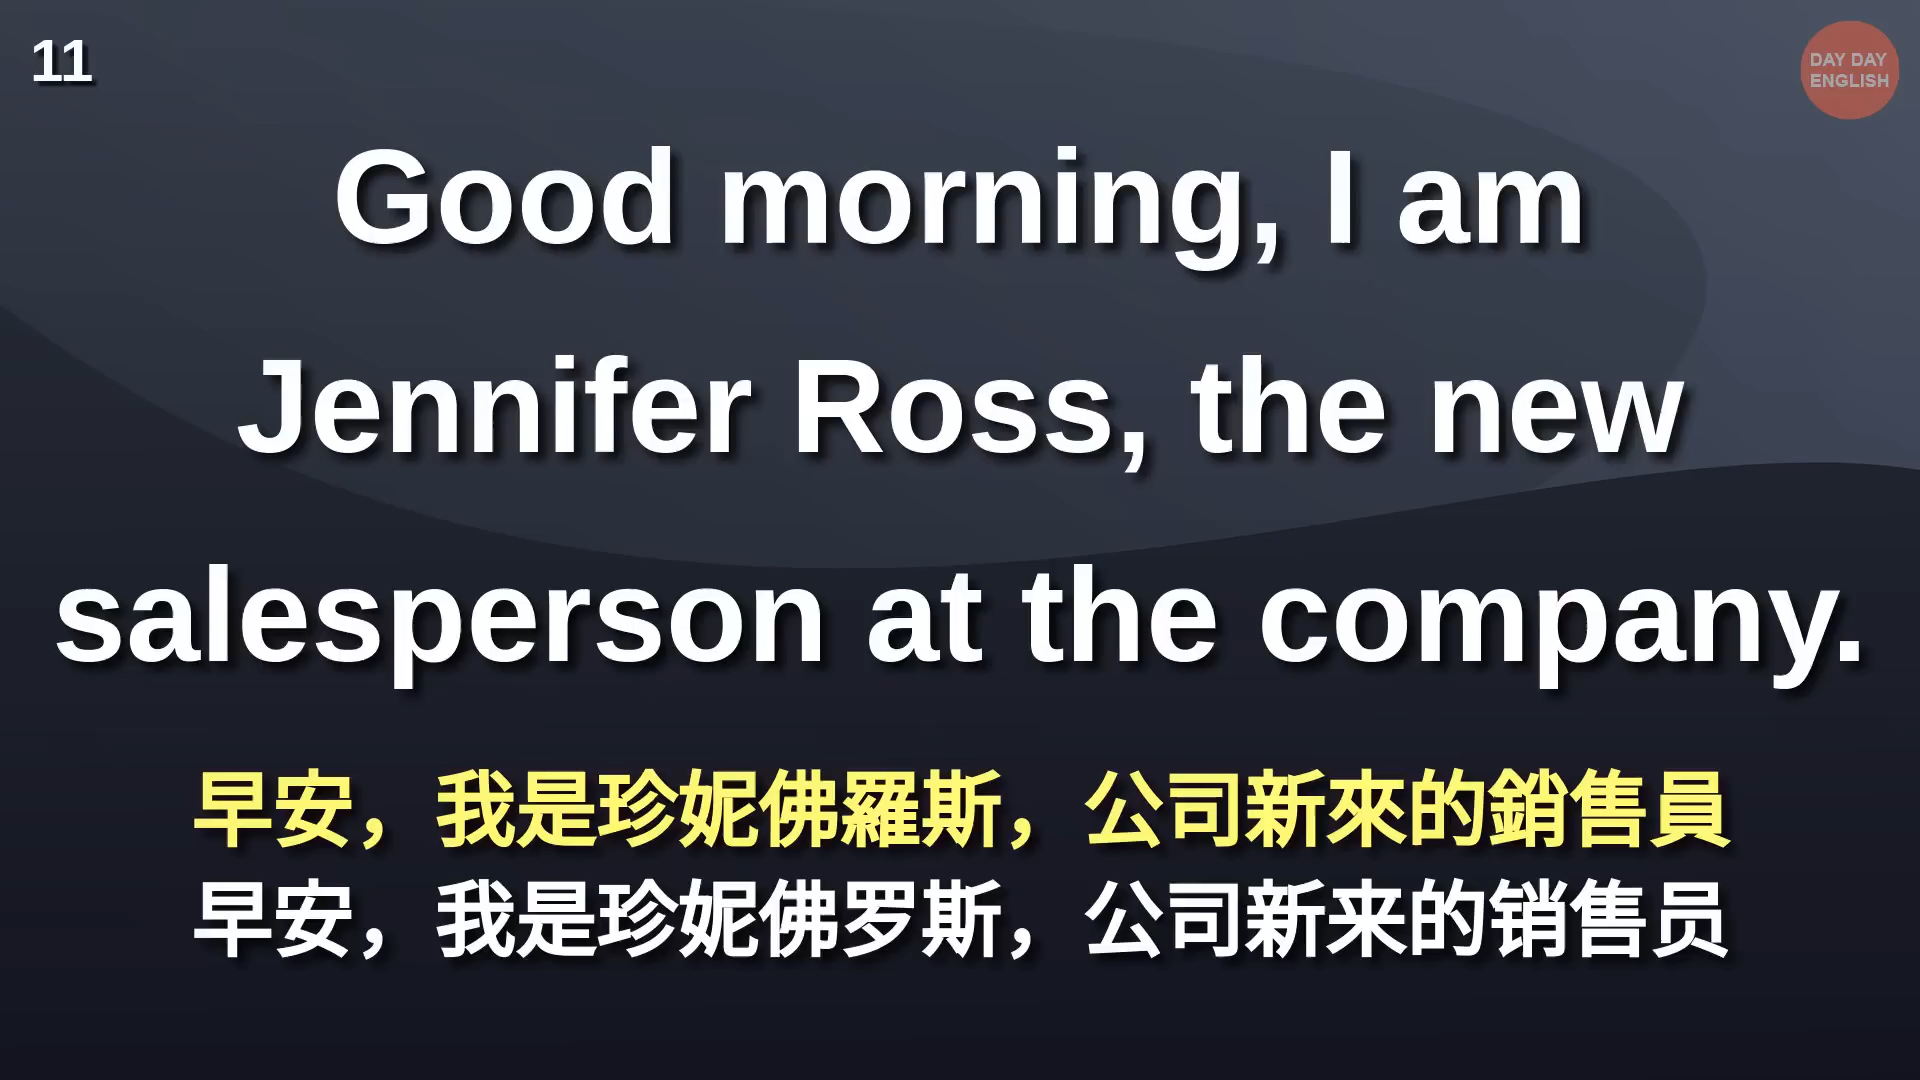 11
DAY DAY
ENGLISH
Good morning, I am
Jennifer Ross, the new
salesperson at the company.
早安，我是珍妮佛羅斯，公司新來的銷售員
早安，我是珍妮佛罗斯，公司新来的销售员